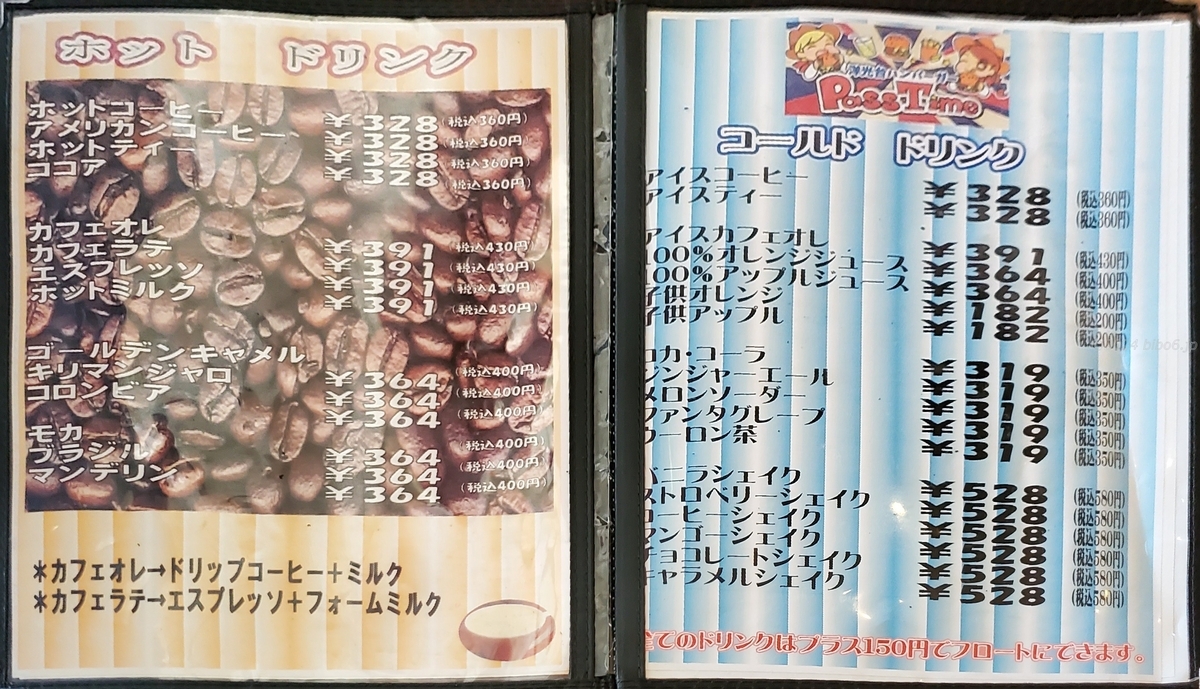 ホット ドリンク
ホットコーヒー ¥328 (税込360円)
アメリカンコーヒー ¥328 (税込360円)
ホットティー ¥328 (税込360円)
ココア ¥328 (税込360円)
カフェオレ ¥391 (税込430円)
カフェラテ ¥391 (税込430円)
エスプレッソ ¥391 (税込430円)
ホットミルク ¥391 (税込430円)
ゴールデンキャメル ¥364 (税込400円)
キリマンジャロ ¥364 (税込400円)
コロンビア ¥364 (税込400円)
モカ ¥364 (税込400円)
ブラジル ¥364 (税込400円)
マンデリン ¥364 (税込400円)
*カフェオレ→ドリップコーヒー+ミルク
*カフェラテ→エスプレッソ+フォームミルク
洋光台ハンバーガー
PassTime
コールド ドリンク
アイスコーヒー ¥328 (税込360円)
アイスティー ¥328 (税込360円)
アイスカフェオレ ¥391 (税込430円)
100%オレンジジュース ¥364 (税込400円)
100%アップルジュース ¥364 (税込400円)
子供オレンジ ¥182 (税込200円)
子供アップル ¥182 (税込200円)
コカ・コーラ ¥319 (税込350円)
ジンジャーエール ¥319 (税込350円)
メロンソーダー ¥319 (税込350円)
ファンタグレープ ¥319 (税込350円)
ウーロン茶 ¥319 (税込350円)
バニラシェイク ¥528 (税込580円)
ストロベリーシェイク ¥528 (税込580円)
コーヒーシェイク ¥528 (税込580円)
マンゴーシェイク ¥528 (税込580円)
チョコレートシェイク ¥528 (税込580円)
キャラメルシェイク ¥528 (税込580円)
全てのドリンクはプラス150円でフロートにできます。